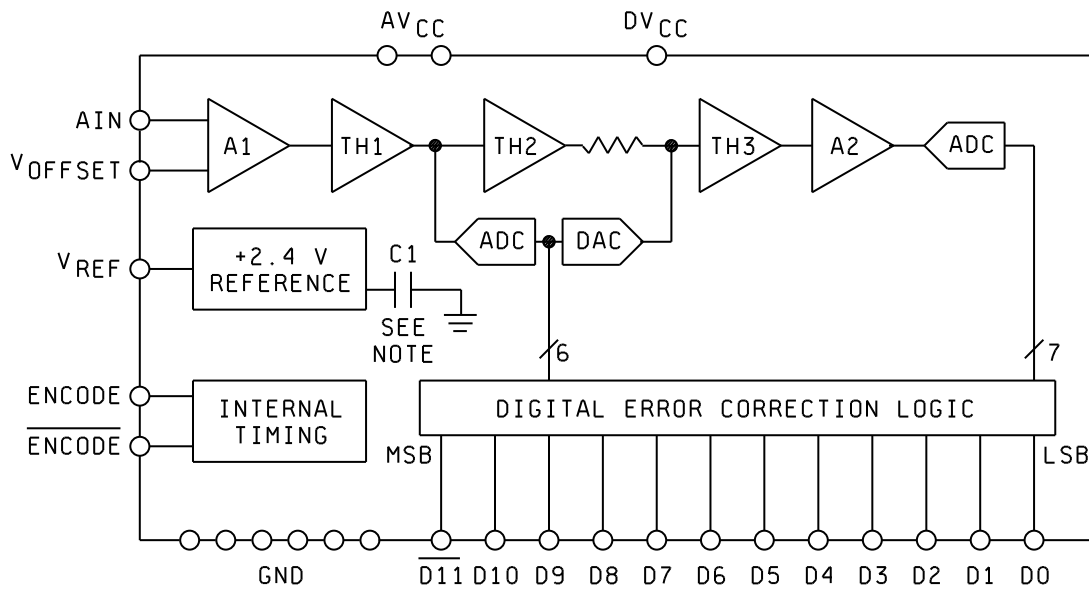 AVCC DVCC
AIN
VOFFSET
A1 TH1 TH2 TH3 A2 ADC
ADC DAC
VREF
+2.4 V
REFERENCE
C1
SEE
NOTE
6 7
ENCODE
ENCODE
INTERNAL
TIMING
DIGITAL ERROR CORRECTION LOGIC
MSB LSB
GND D11 D10 D9 D8 D7 D6 D5 D4 D3 D2 D1 D0